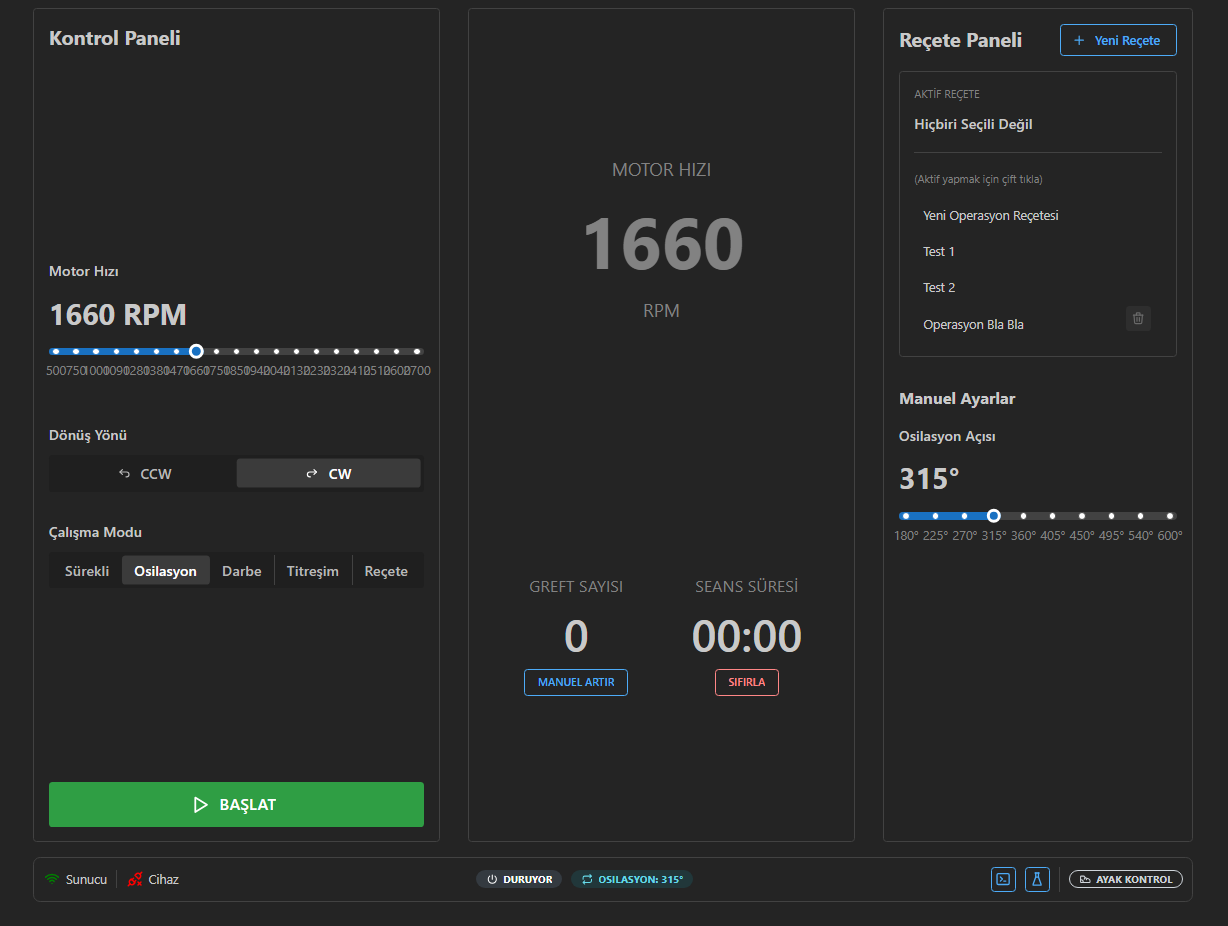 Kontrol Paneli
Motor Hızı
1660 RPM
500 750 1000 1090 1280 1380 1470 1660 1750 1850 1940 2040 2130 2230 2320 2410 2510 2600 2700
Dönüş Yönü
CCW CW
Çalışma Modu
Sürekli Osilasyon Darbe Titreşim Reçete
BAŞLAT
MOTOR HIZI
1660
RPM
GREFT SAYISI SEANS SÜRESİ
0 00:00
MANUEL ARTIR SIFIRLA
Reçete Paneli
+ Yeni Reçete
AKTİF REÇETE
Hiçbiri Seçili Değil
(Aktif yapmak için çift tıkla)
Yeni Operasyon Reçetesi
Test 1
Test 2
Operasyon Bla Bla
Manuel Ayarlar
Osilasyon Açısı
315°
180° 225° 270° 315° 360° 405° 450° 495° 540° 600°
Sunucu Cihaz DURUYOR OSILASYON: 315° AYAK KONTROL